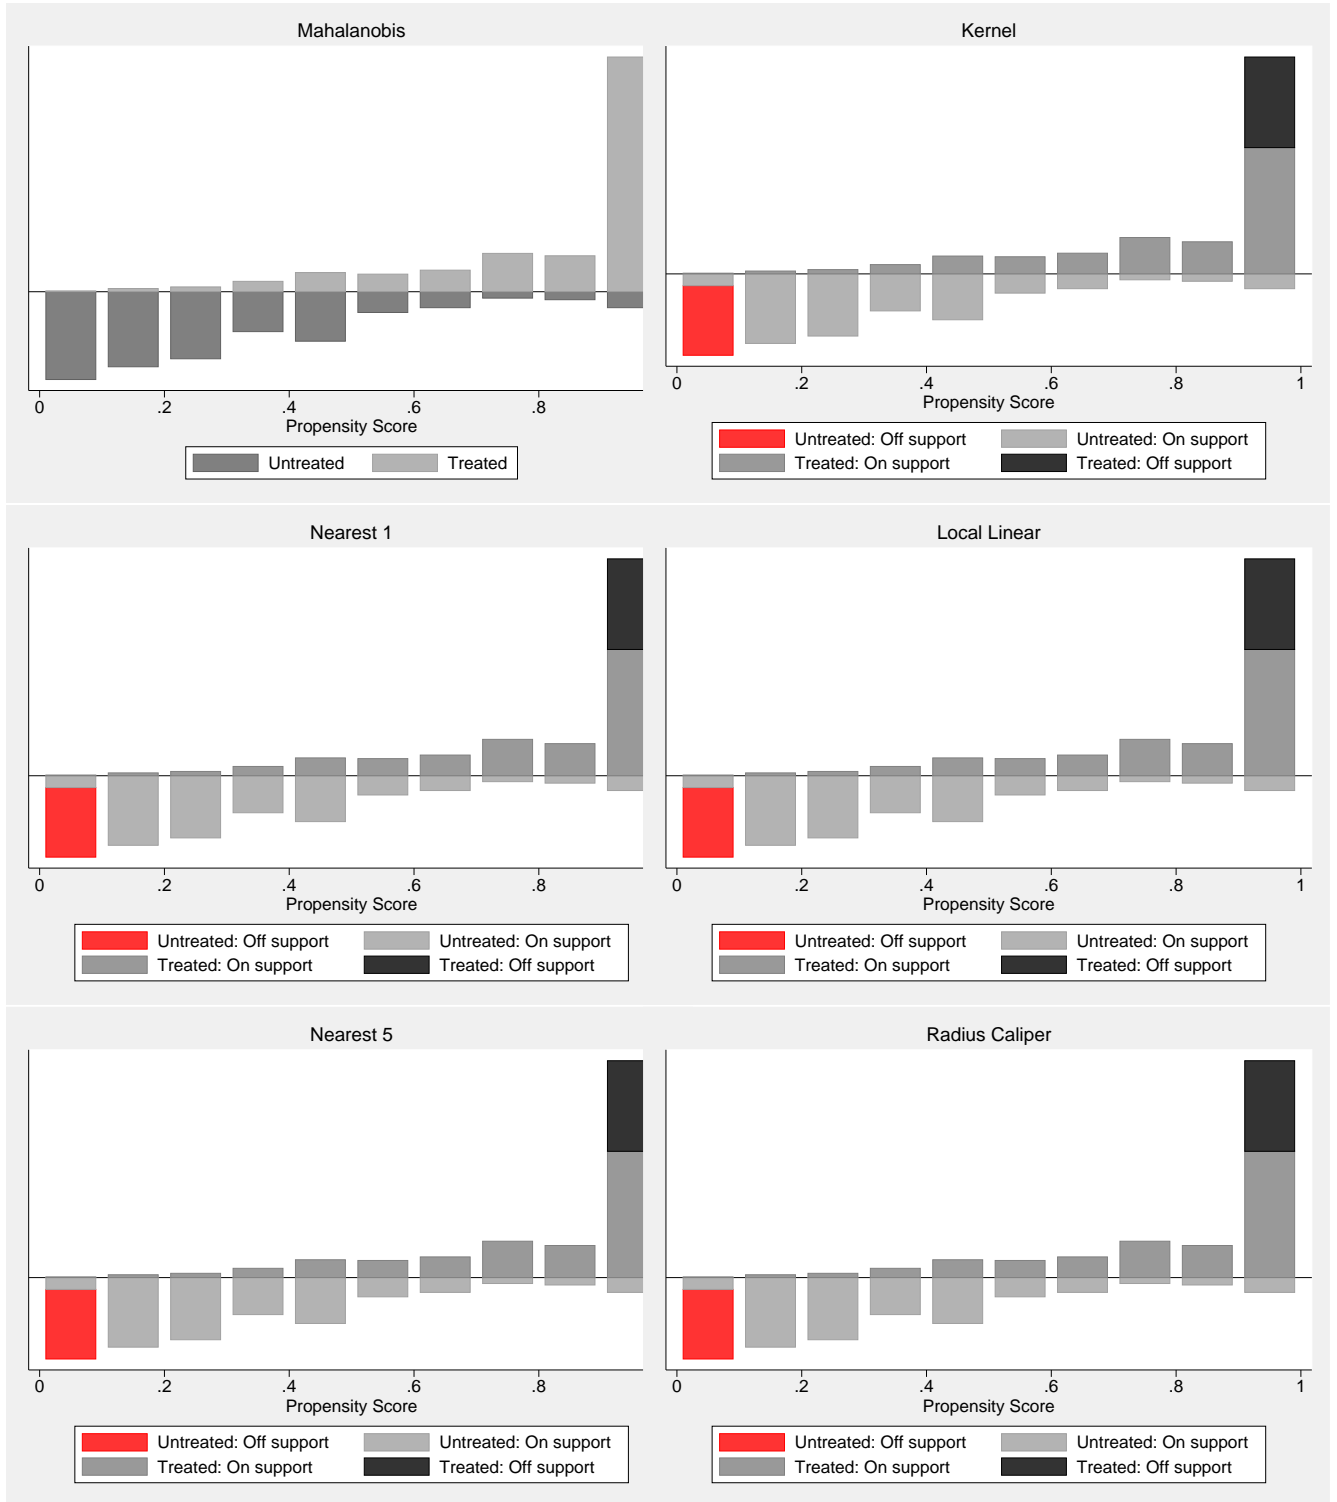 Mahalanobis
0 .2 .4 .6 .8
Propensity Score
Untreated Treated
Kernel
0 .2 .4 .6 .8 1
Propensity Score
Untreated: Off support Untreated: On support
Treated: On support Treated: Off support
Nearest 1
0 .2 .4 .6 .8
Propensity Score
Untreated: Off support Untreated: On support
Treated: On support Treated: Off support
Local Linear
0 .2 .4 .6 .8 1
Propensity Score
Untreated: Off support Untreated: On support
Treated: On support Treated: Off support
Nearest 5
0 .2 .4 .6 .8
Propensity Score
Untreated: Off support Untreated: On support
Treated: On support Treated: Off support
Radius Caliper
0 .2 .4 .6 .8 1
Propensity Score
Untreated: Off support Untreated: On support
Treated: On support Treated: Off support